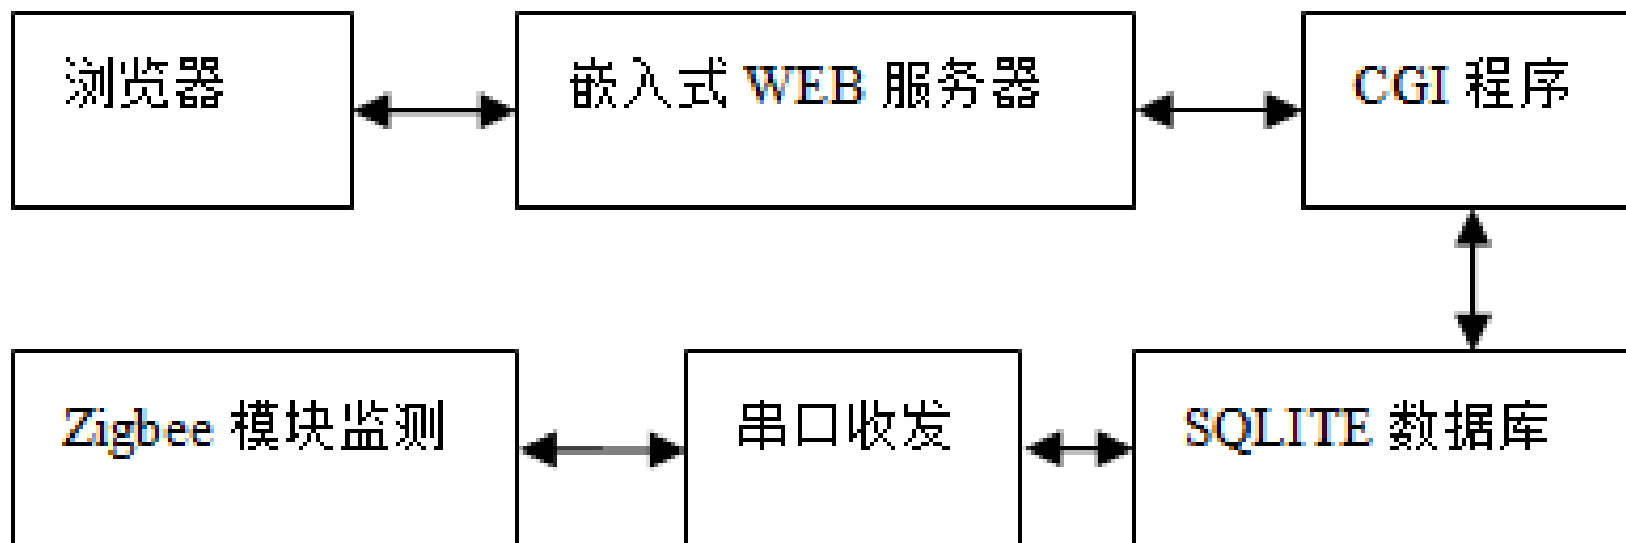 浏览器
嵌入式 WEB 服务器
CGI 程序
Zigbee 模块监测
串口收发
SQLITE 数据库